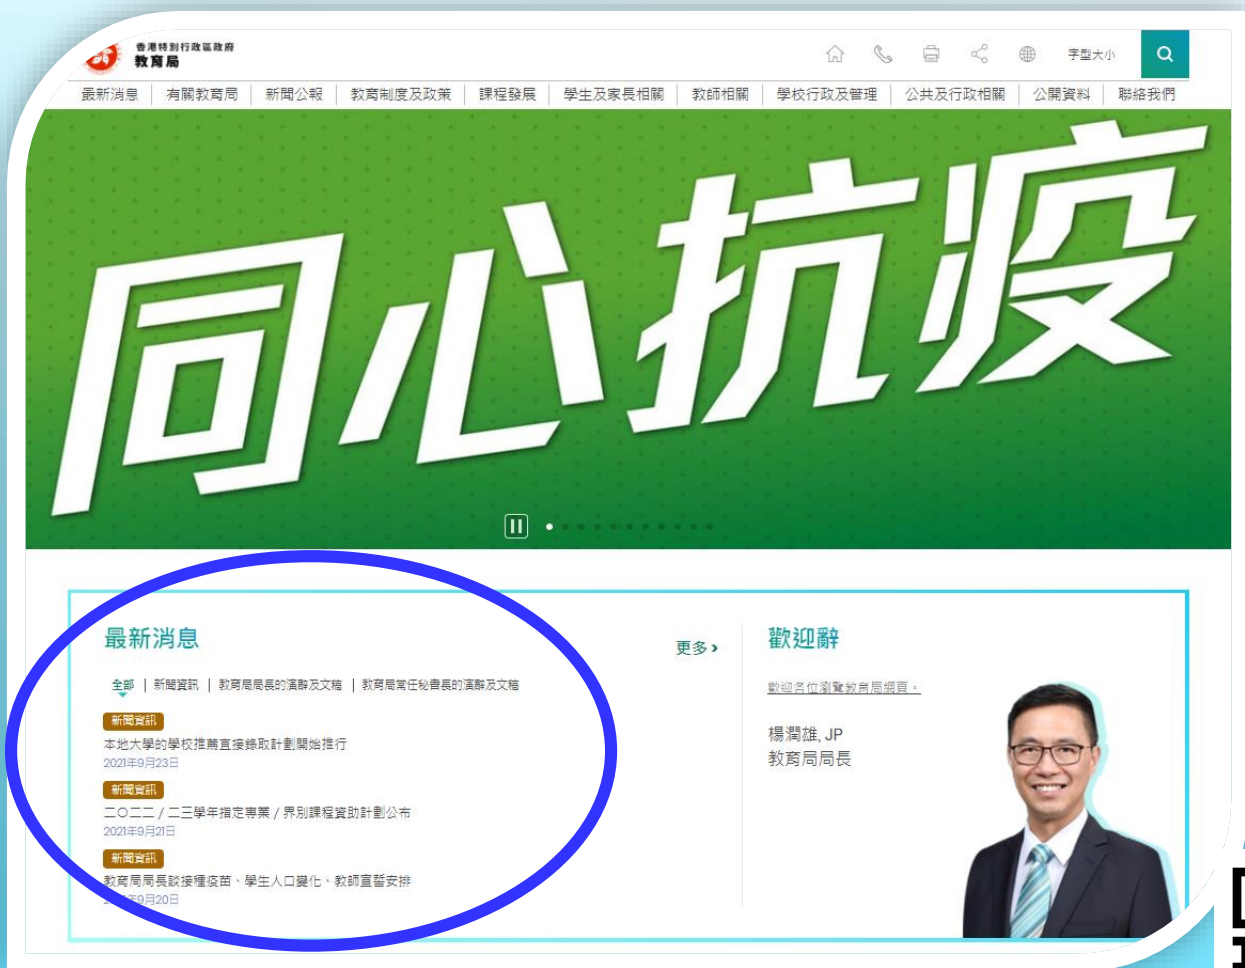 香港特別行政區政府
教育局
字型大小
最新消息 | 有關教育局 | 新聞公報 | 教育制度及政策 | 課程發展 | 學生及家長相關 | 教師相關 | 學校行政及管理 | 公共及行政相關 | 公開資料 | 聯絡我們
同心抗疫
最新消息
更多 ›
全部 | 新聞資訊 | 教育局局長的演辭及文稿 | 教育局常任秘書長的演辭及文稿
新聞資訊
本地大學的學校推薦直接錄取計劃開始推行
2021年9月23日
新聞資訊
二〇二二 / 二三學年指定專業 / 界別課程資助計劃公布
2021年9月21日
新聞資訊
教育局局長談接種疫苗、學生人口變化、教師宣誓安排
年9月20日
歡迎辭
歡迎各位瀏覽教育局網頁。
楊潤雄, JP
教育局局長